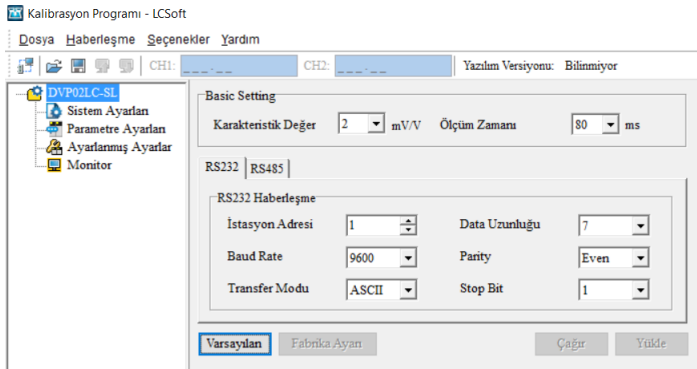 Kalibrasyon Programı - LCSoft
Dosya Haberleşme Seçenekler Yardım
CH1: _ _ _ . _ _ CH2: _ _ _ . _ _ Yazılım Versiyonu: Bilinmiyor
DVP02LC-SL
Sistem Ayarları
Parametre Ayarları
Ayarlanmış Ayarlar
Monitor
Basic Setting
Karakteristik Değer 2 mV/V Ölçüm Zamanı 80 ms
RS232 RS485
RS232 Haberleşme
İstasyon Adresi 1 Data Uzunluğu 7
Baud Rate 9600 Parity Even
Transfer Modu ASCII Stop Bit 1
Varsayılan Fabrika Ayarı Çağır Yükle